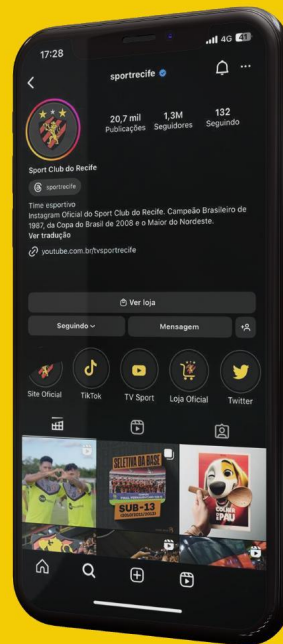 17:28
4G 41
sportrecife
20,7 mil
1,3M
132
Publicações
Seguidores
Seguindo
Sport Club do Recife
sportrecife
Time esportivo
Instagram Oficial do Sport Club do Recife. Campeão Brasileiro de
1987, da Copa do Brasil de 2008 e o Maior do Nordeste.
Ver tradução
youtube.com.br/tvsportrecife
Ver loja
Seguindo
Mensagem
Site Oficial
TikTok
TV Sport
Loja Oficial
Twitter
SELETIVA DA BASE
SUB-13
COLHER
PAU